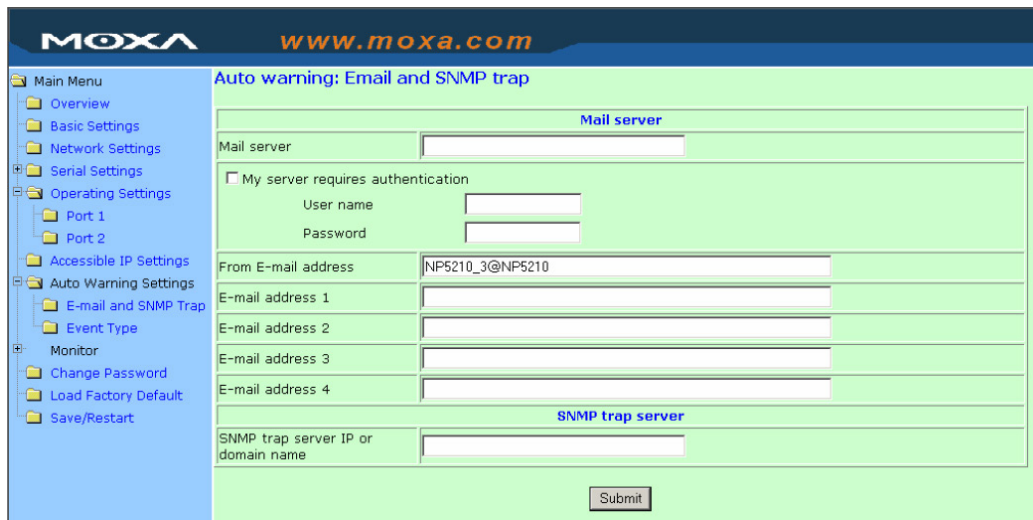 MOXA
www.moxa.com
Main Menu
Overview
Basic Settings
Network Settings
Serial Settings
Operating Settings
Port 1
Port 2
Accessible IP Settings
Auto Warning Settings
E-mail and SNMP Trap
Event Type
Monitor
Change Password
Load Factory Default
Save/Restart
Auto warning: Email and SNMP trap
Mail server
Mail server
My server requires authentication
User name
Password
From E-mail address NP5210_3@NP5210
E-mail address 1
E-mail address 2
E-mail address 3
E-mail address 4
SNMP trap server
SNMP trap server IP or
domain name
Submit